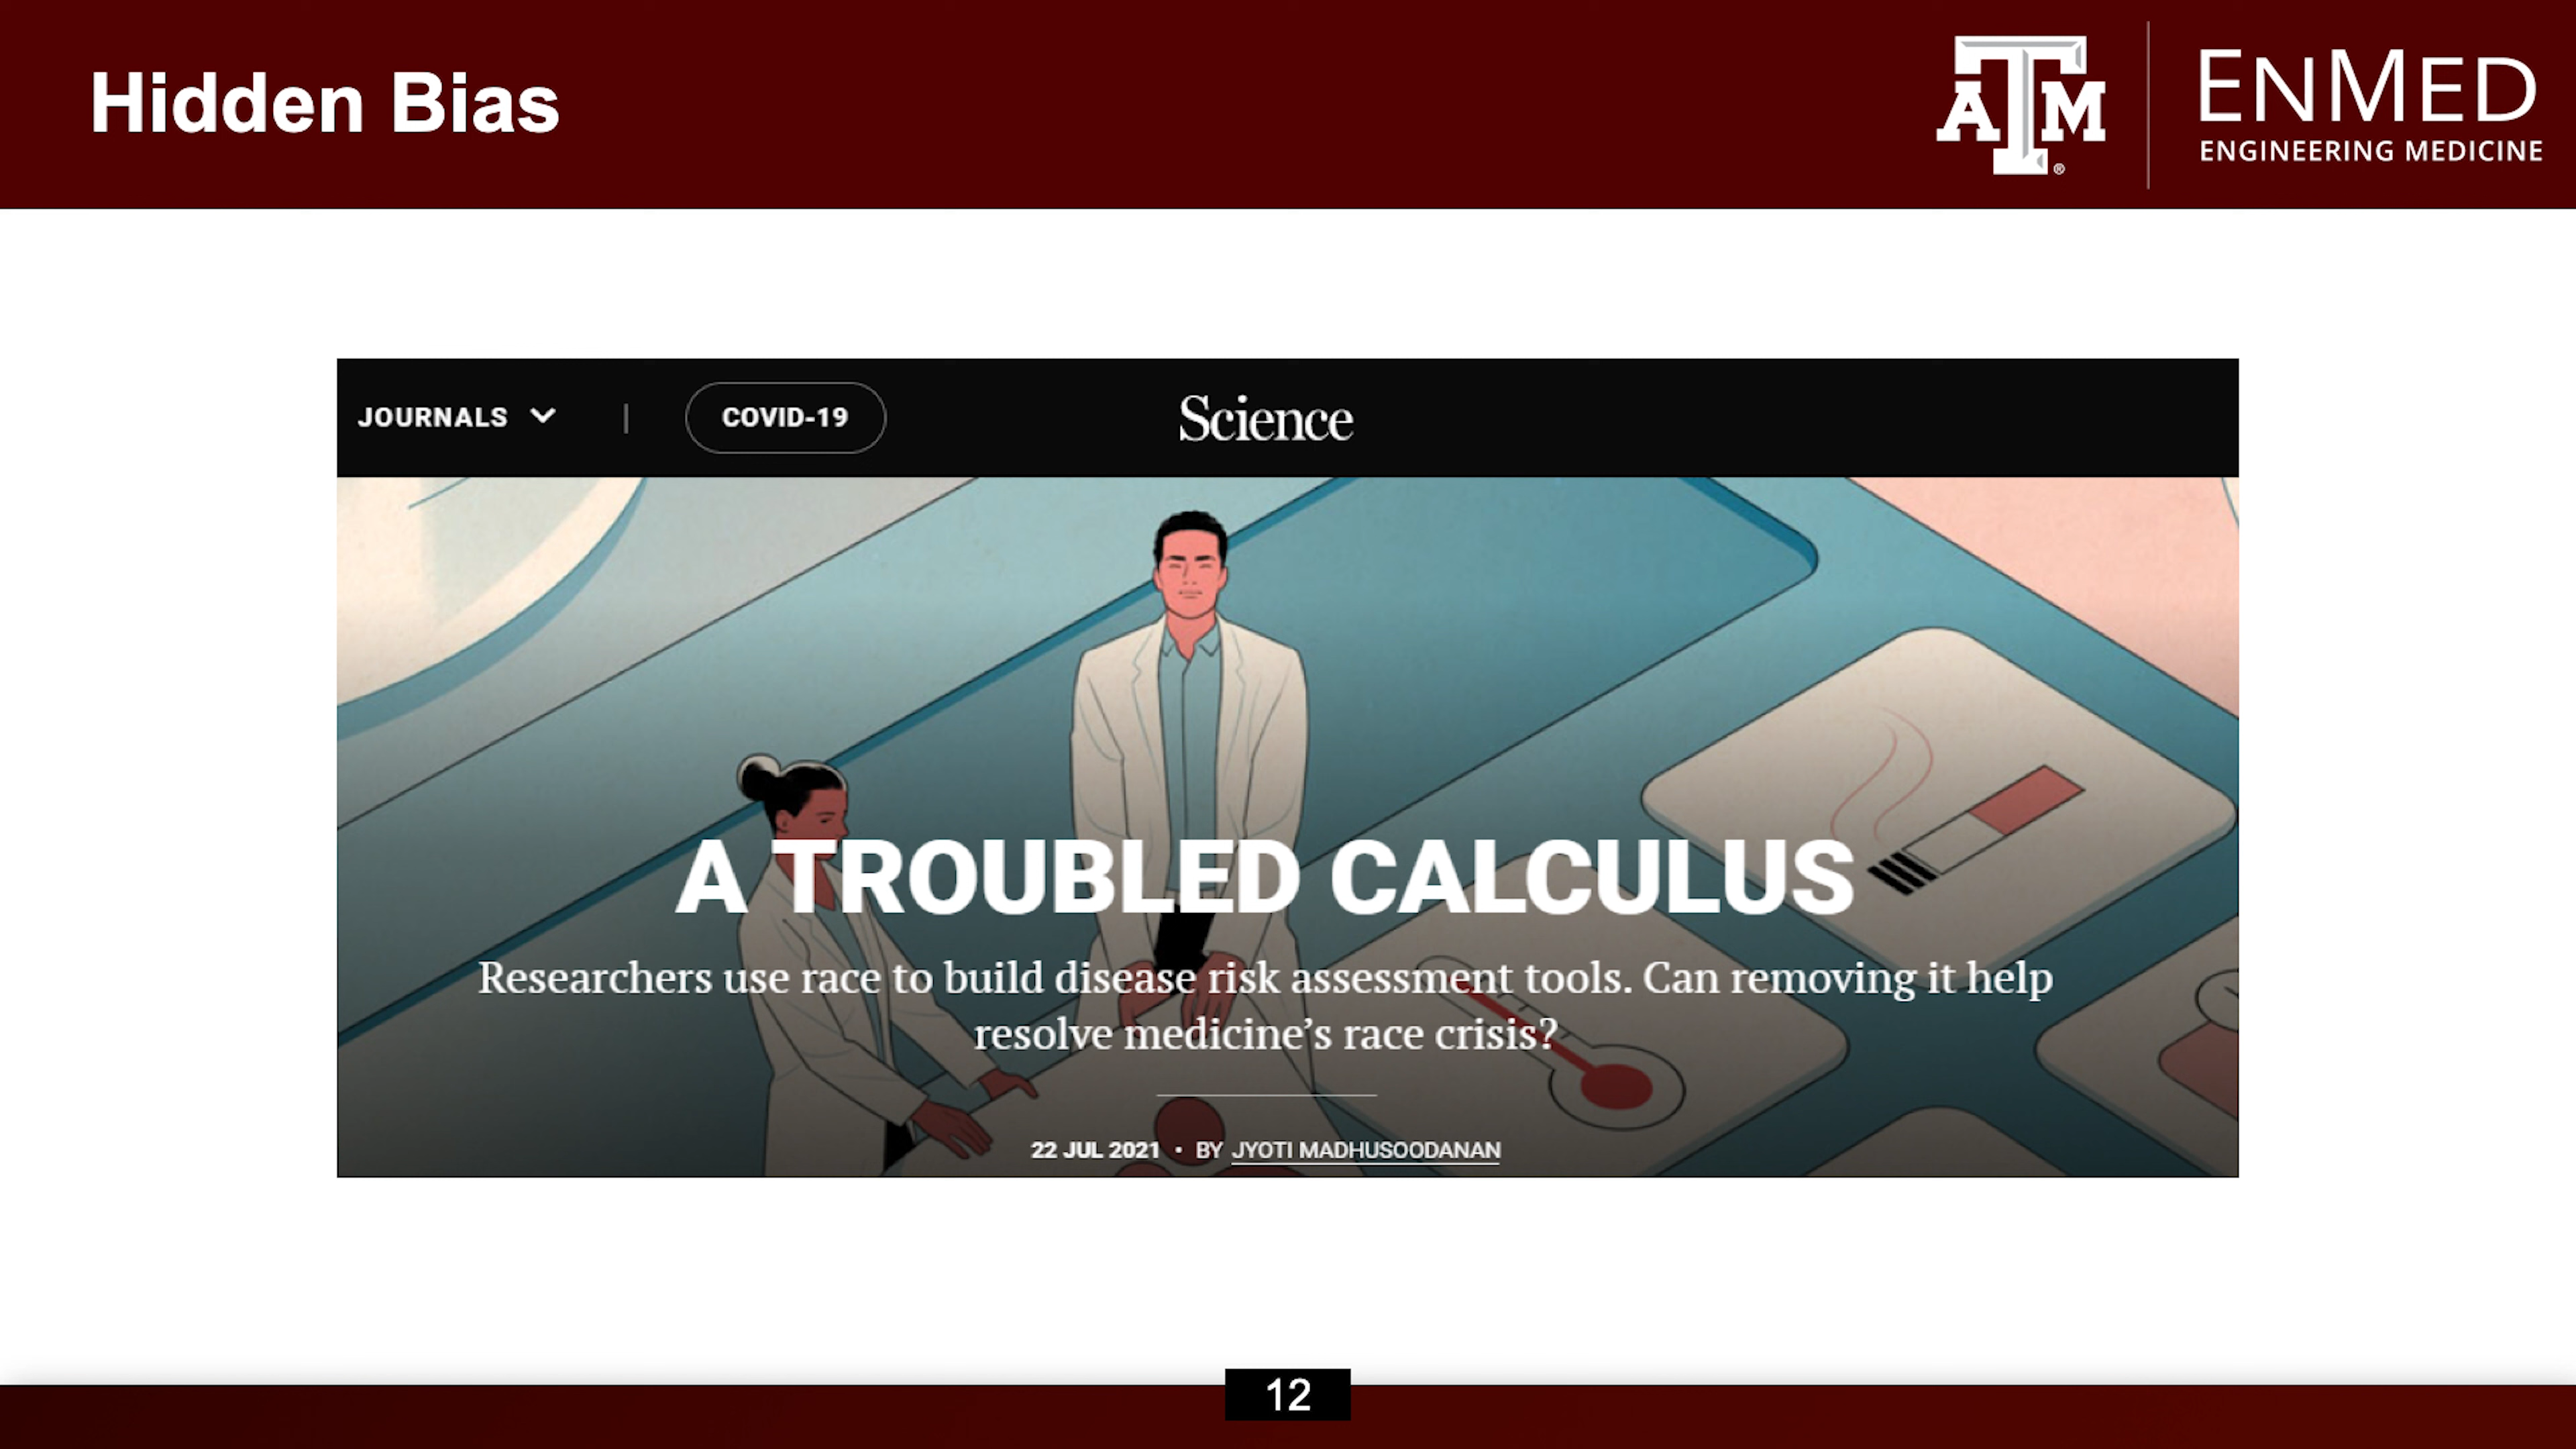 Hidden Bias
ATM®
ENMED
ENGINEERING MEDICINE
JOURNALS
COVID-19
Science
A TROUBLED CALCULUS
Researchers use race to build disease risk assessment tools. Can removing it help
resolve medicine’s race crisis?
22 JUL 2021 • BY JYOTI MADHUSOODANAN
12